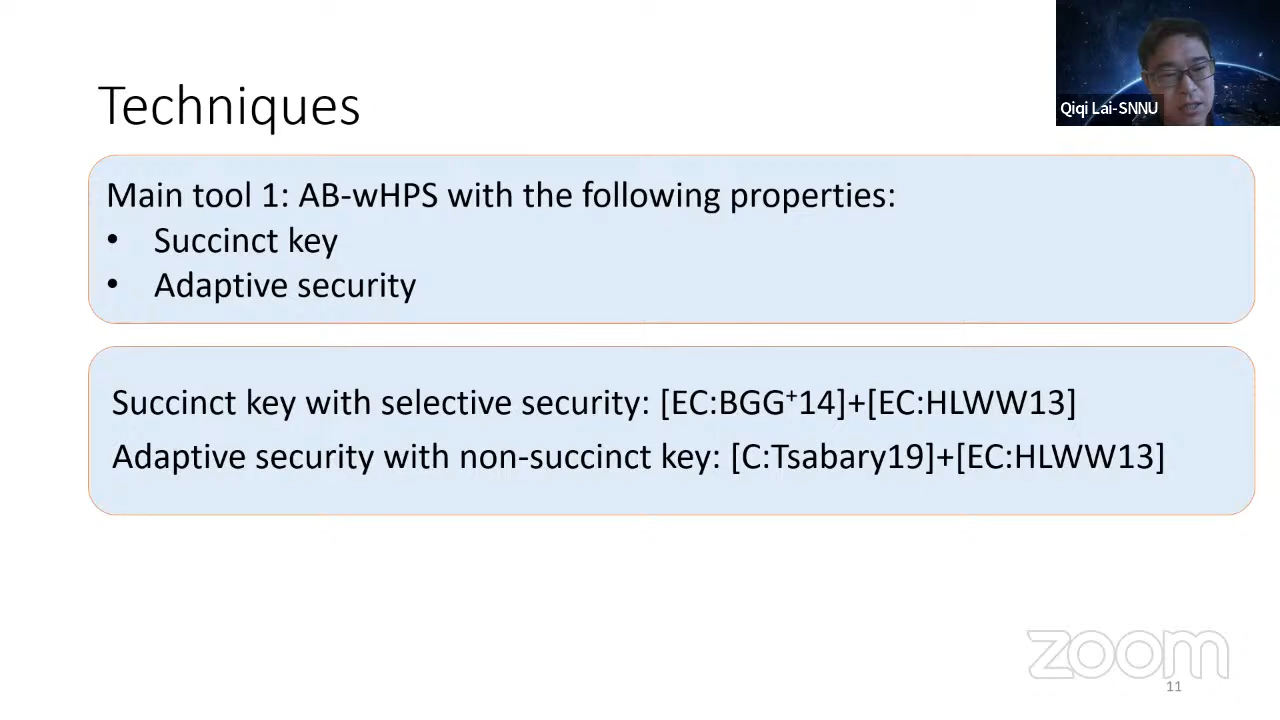 Qiqi Lai-SNNU
Techniques
Main tool 1: AB-wHPS with the following properties:
• Succinct key
• Adaptive security
Succinct key with selective security: [EC:BGG⁺14]+[EC:HLWW13]
Adaptive security with non-succinct key: [C:Tsabary19]+[EC:HLWW13]
zoom
11